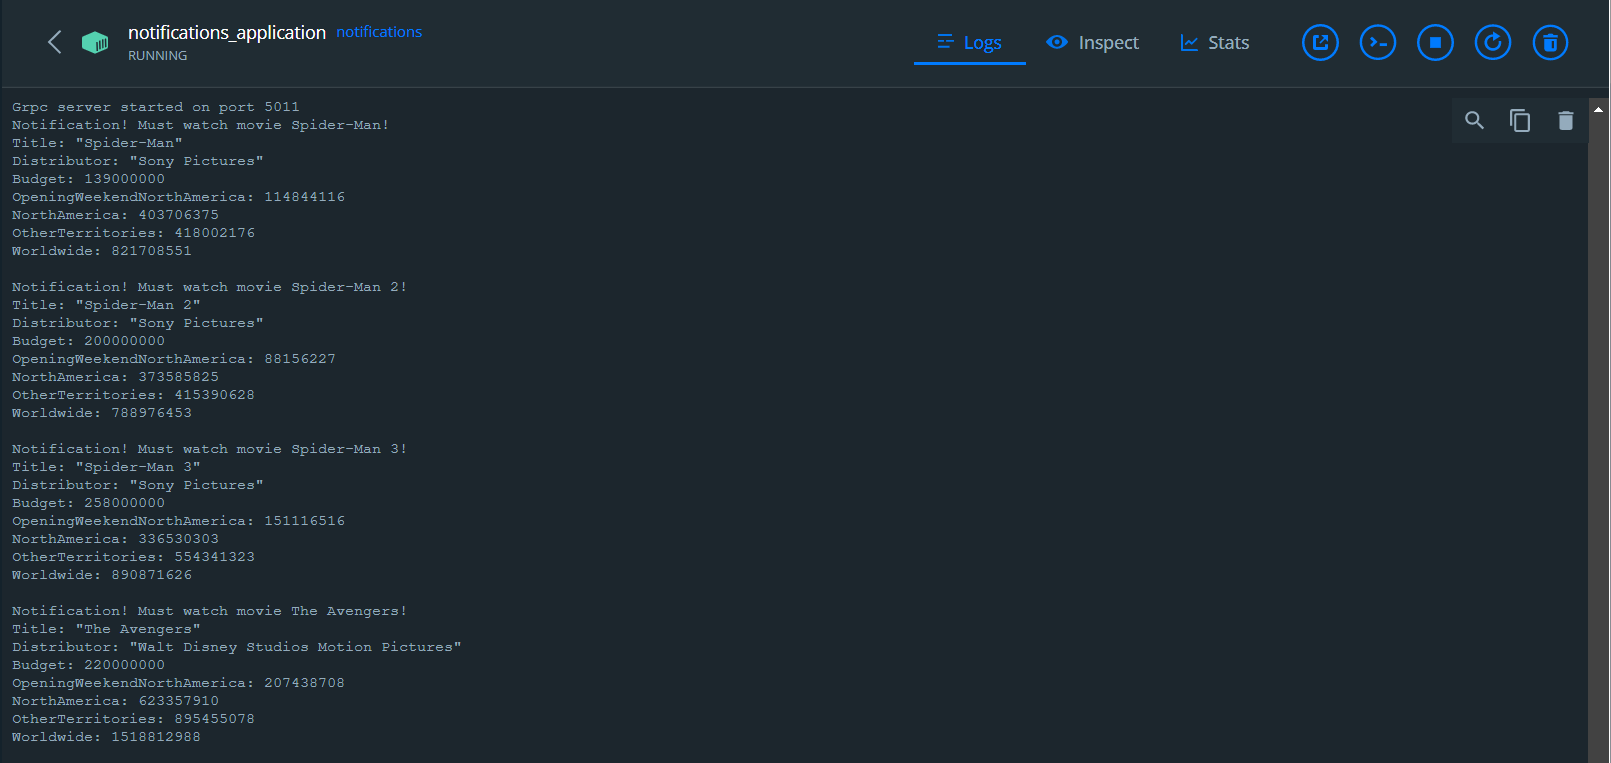 notifications_application notifications
RUNNING
Logs Inspect Stats
Grpc server started on port 5011
Notification! Must watch movie Spider-Man!
Title: "Spider-Man"
Distributor: "Sony Pictures"
Budget: 139000000
OpeningWeekendNorthAmerica: 114844116
NorthAmerica: 403706375
OtherTerritories: 418002176
Worldwide: 821708551
Notification! Must watch movie Spider-Man 2!
Title: "Spider-Man 2"
Distributor: "Sony Pictures"
Budget: 200000000
OpeningWeekendNorthAmerica: 88156227
NorthAmerica: 373585825
OtherTerritories: 415390628
Worldwide: 788976453
Notification! Must watch movie Spider-Man 3!
Title: "Spider-Man 3"
Distributor: "Sony Pictures"
Budget: 258000000
OpeningWeekendNorthAmerica: 151116516
NorthAmerica: 336530303
OtherTerritories: 554341323
Worldwide: 890871626
Notification! Must watch movie The Avengers!
Title: "The Avengers"
Distributor: "Walt Disney Studios Motion Pictures"
Budget: 220000000
OpeningWeekendNorthAmerica: 207438708
NorthAmerica: 623357910
OtherTerritories: 895455078
Worldwide: 1518812988